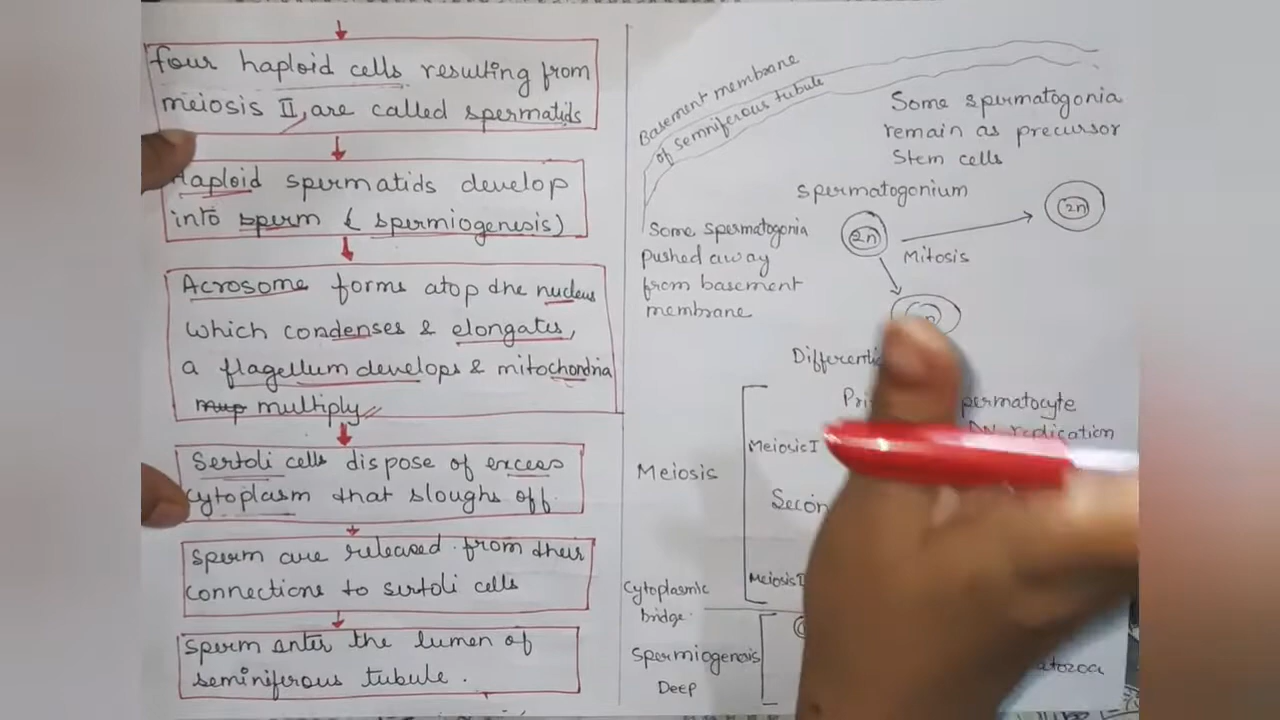 four haploid cells resulting from
meiosis II, are called spermatids
Haploid spermatids develop
into sperm ( spermiogenesis)
Acrosome forms atop the nucleus
which condenses & elongates,
a flagellum develops & mitochondria
multiply
Sertoli cells dispose of excess
cytoplasm that sloughs off.
Sperm are released from their
connections to sertoli cells
Sperm enter the lumen of
seminiferous tubule.
Basement membrane
of semniferous tubule
Some spermatogonia
remain as precursor
Stem cells
spermatogonium
2n
2n
Mitosis
Some spermatogonia
pushed away
from basement
membrane
Meiosis
Meiosis I
Meiosis
Cytoplasmic
bridge
Spermiogenesis
Deep